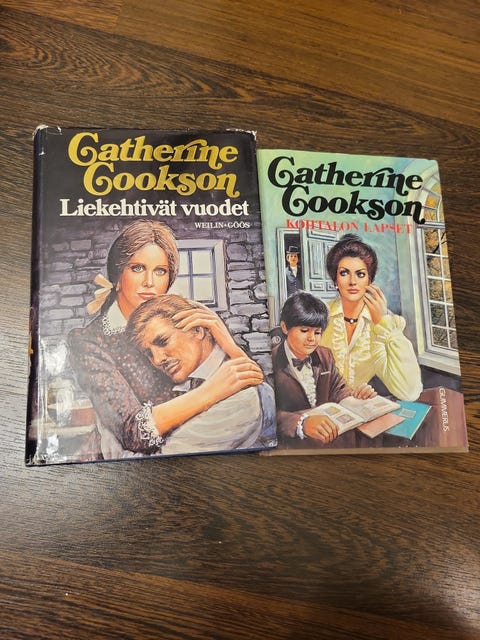 Catherine
Cookson
Liekehtivät vuodet
WEILIN+GÖÖS
Catherine
Cookson
KOHTALON LAPSET
GUMMERUS